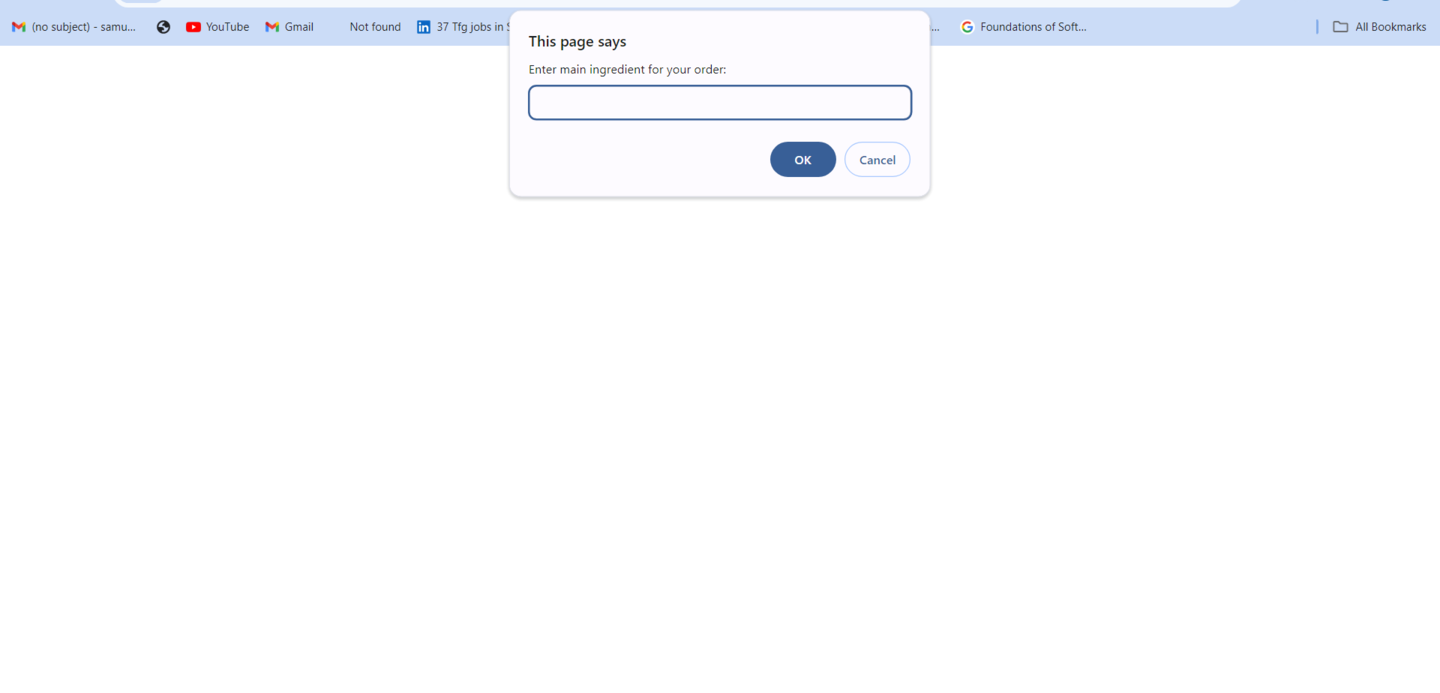 (no subject) - samu...
YouTube
Gmail
Not found
in 37 Tfg jobs in S
...
Foundations of Soft...
All Bookmarks
This page says
Enter main ingredient for your order:
OK
Cancel